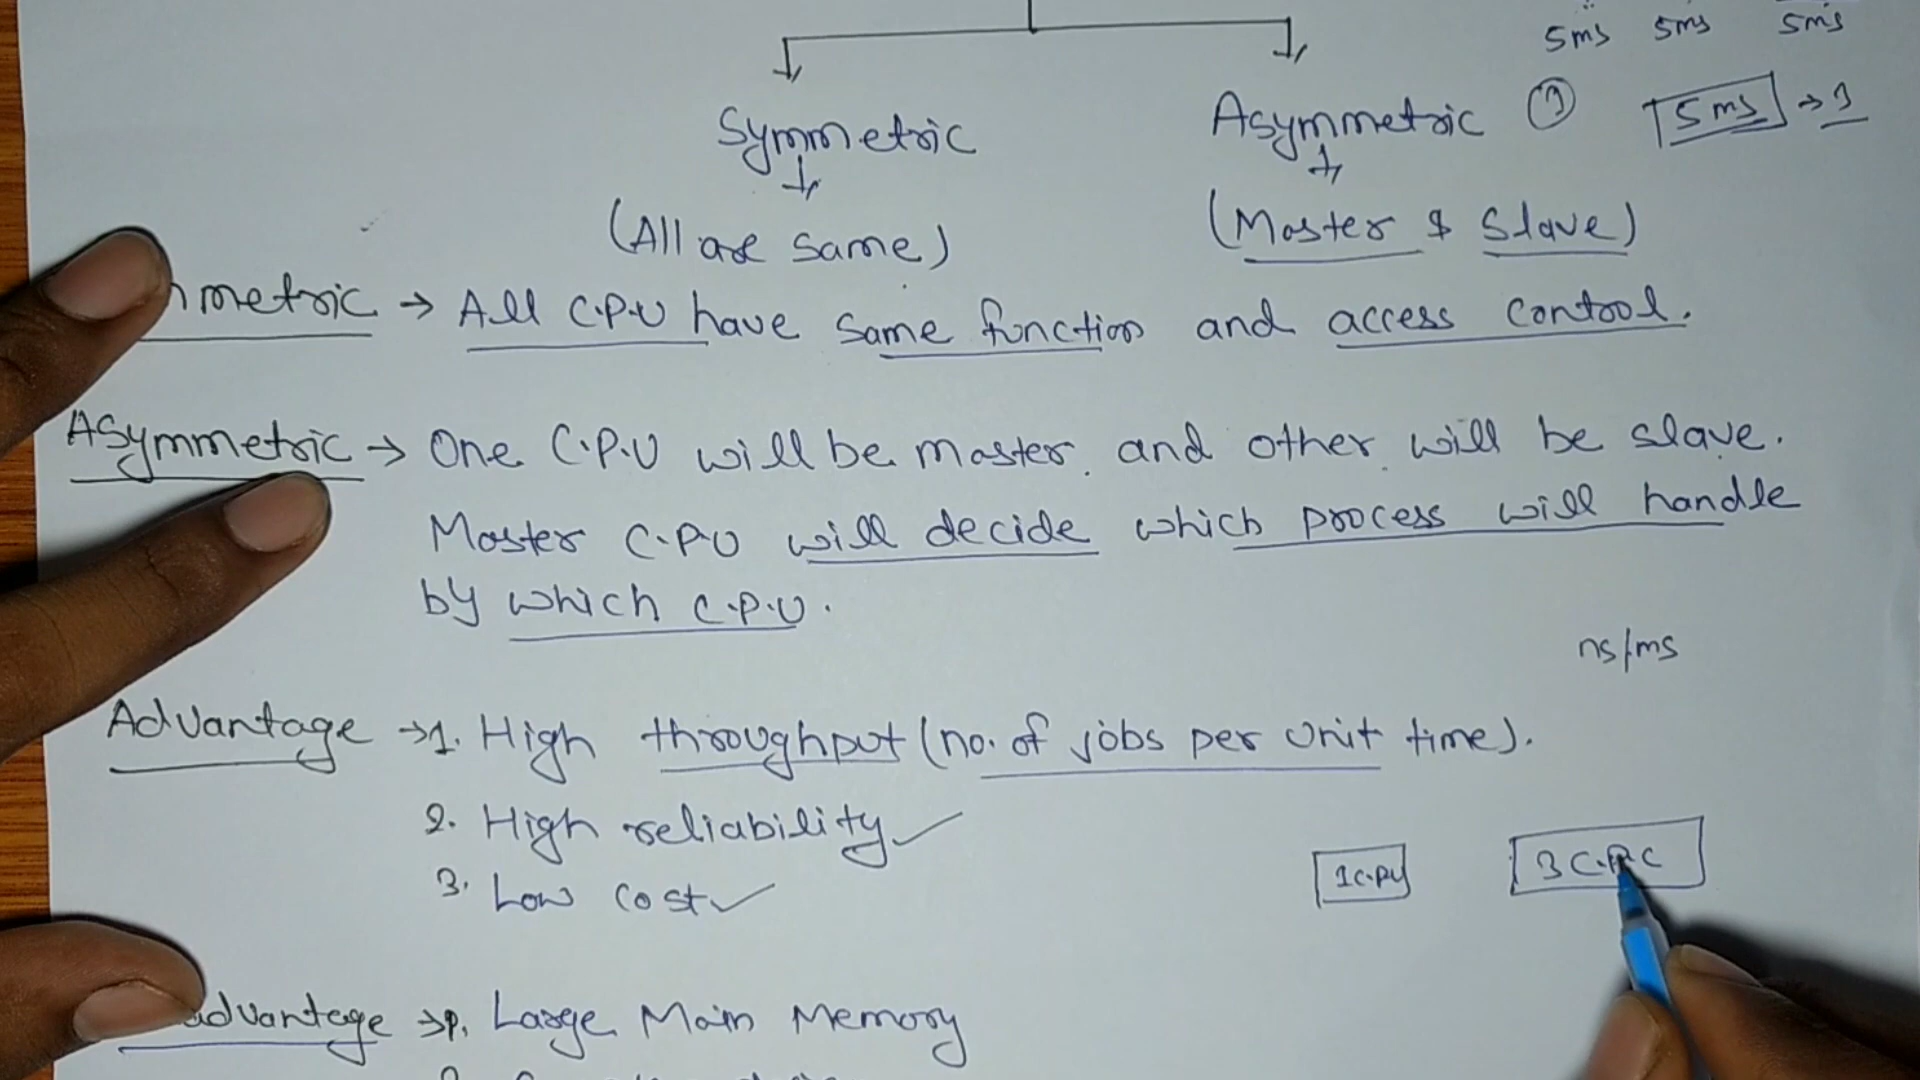 5ms 5ms 5ms
Symmetric
Asymmetric
5ms → 3
(All are same)
(Master & Slave)
mmetric → All C.P.U have same function and access control.
ASymmetric → One C.P.U will be master and other will be slave.
Master C.P.U will decide which process will handle
by which C.P.U.
ns/ms
Advantage → 1. High throughput (no. of jobs per unit time).
2. High reliability ✓
1 C.PU
3. Low Cost ✓
advantage → 1. Large Main Memory